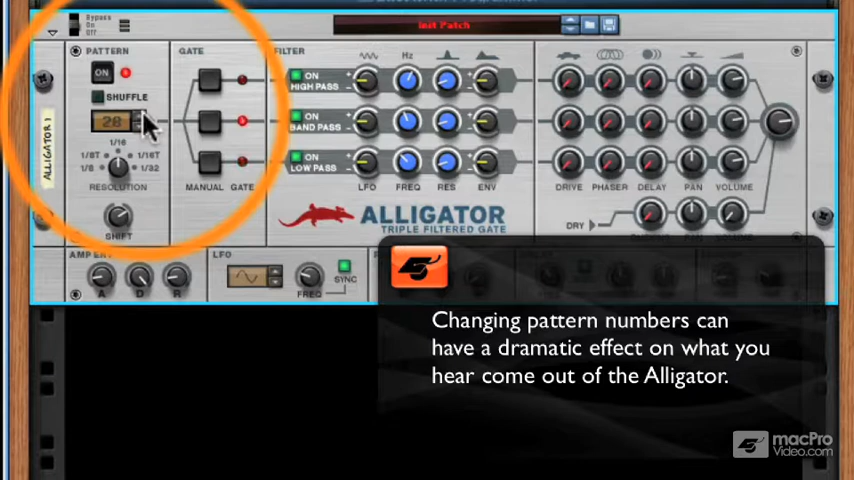 Bypass
On
Off
Init Patch
PATTERN
GATE
FILTER
ON
Hz
SHUFFLE
ON
HIGH PASS
28
ON
BAND PASS
1/16
1/8T
1/16T
1/8
1/32
ON
LOW PASS
RESOLUTION
MANUAL GATE
LFO
FREQ
RES
ENV
DRIVE
PHASER
DELAY
PAN
VOLUME
ALLIGATOR 1
SHIFT
ALLIGATOR
TRIPLE FILTERED GATE
DRY
LFO
A
D
R
FREQ
SYNC
Changing pattern numbers can
have a dramatic effect on what you
hear come out of the Alligator.
macPro
Video.com